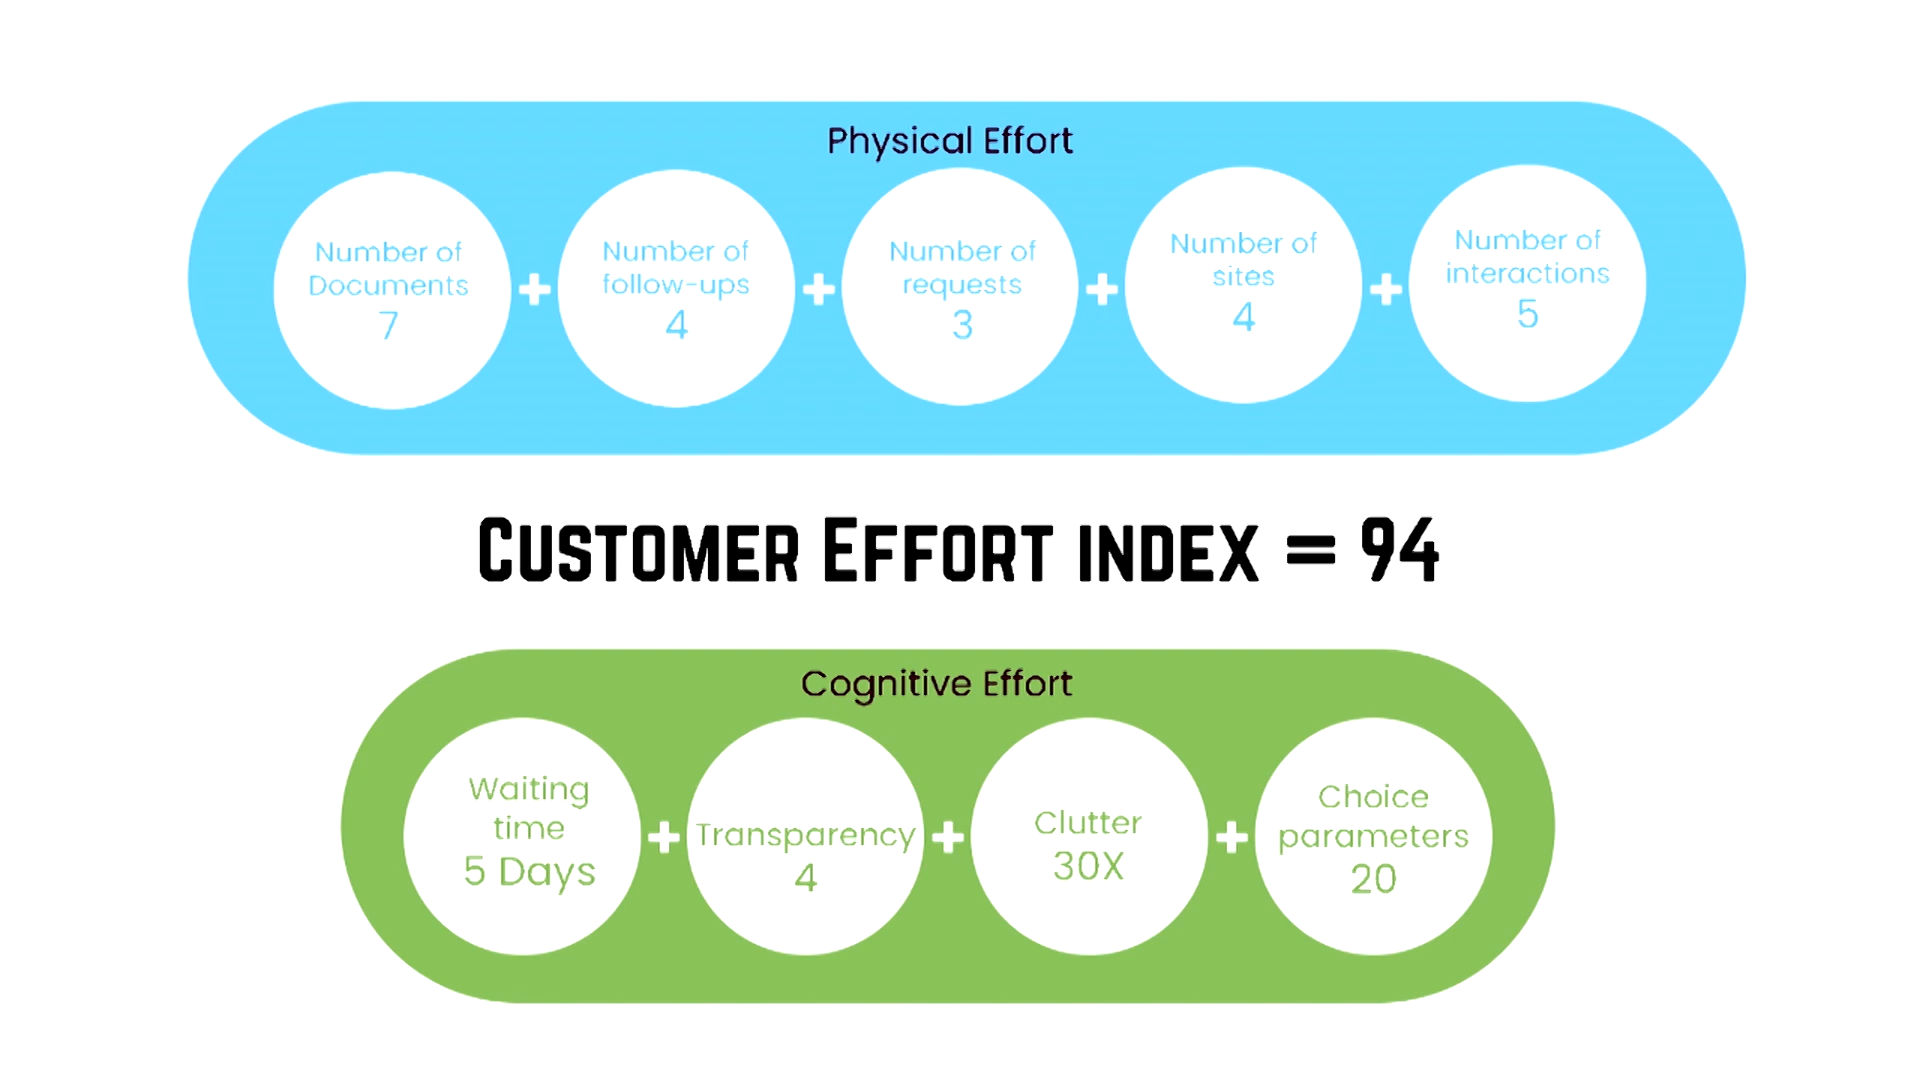 Physical Effort
Number of
Documents
7
+
Number of
follow-ups
4
+
Number of
requests
3
+
Number of
sites
4
+
Number of
interactions
5
Customer Effort index = 94
Cognitive Effort
Waiting
time
5 Days
+
Transparency
4
+
Clutter
30X
+
Choice
parameters
20